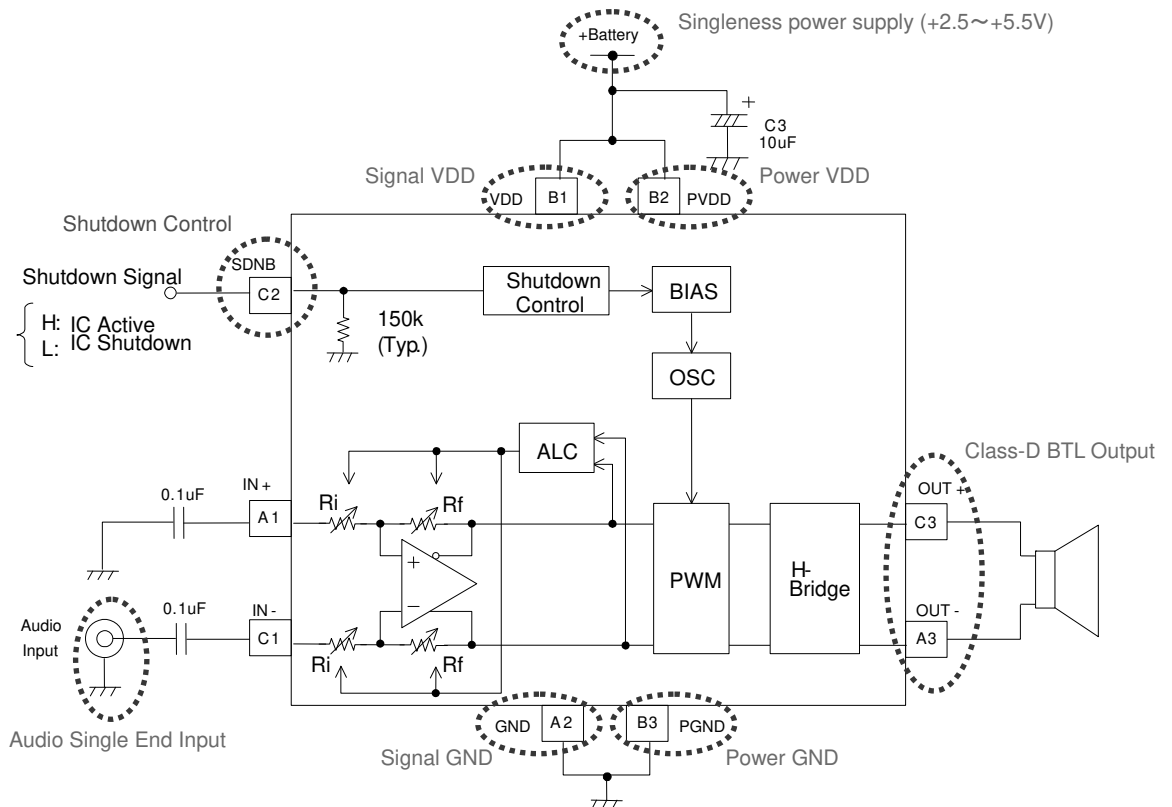 Singleness power supply (+2.5～+5.5V)
+Battery
+
C3
10uF
Signal VDD
Power VDD
VDD
B1
B2
PVDD
Shutdown Control
SDNB
Shutdown Signal
C2
H: IC Active
L: IC Shutdown
150k
(Typ.)
Shutdown
Control
BIAS
OSC
ALC
Class-D BTL Output
0.1uF
IN +
A1
Ri
Rf
OUT +
C3
+
−
PWM
H-
Bridge
Audio
Input
0.1uF
IN -
C1
Ri
Rf
OUT -
A3
GND
A2
B3
PGND
Audio Single End Input
Signal GND
Power GND